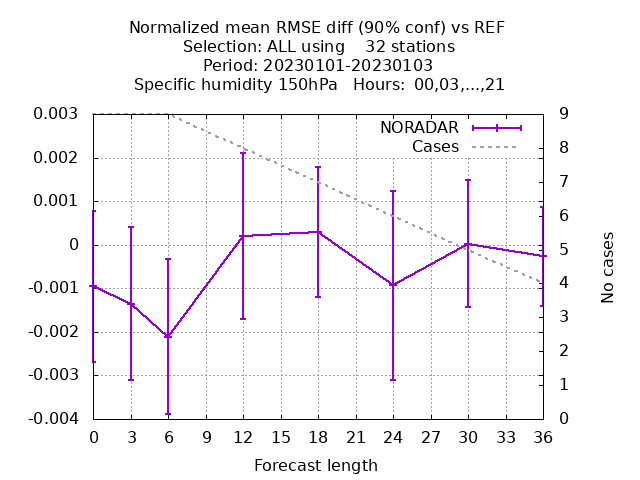 Normalized mean RMSE diff (90% conf) vs REF
Selection: ALL using    32 stations
Period: 20230101-20230103
Specific humidity 150hPa   Hours:  00,03,...,21
NORADAR
Cases
0.003
0.002
0.001
0
-0.001
-0.002
-0.003
-0.004
9
8
7
6
5
4
3
2
1
0
No cases
0 3 6 9 12 15 18 21 24 27 30 33 36
Forecast length